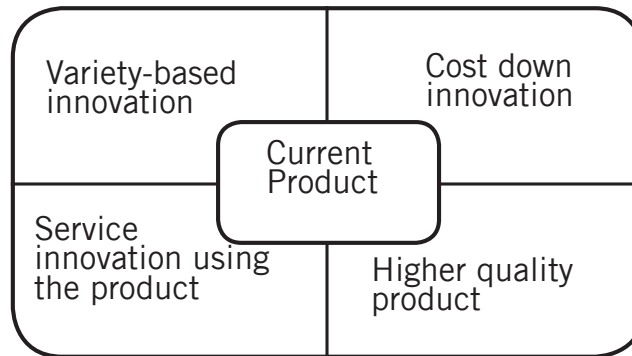 Variety-based
innovation
Cost down
innovation
Current
Product
Service
innovation using
the product
Higher quality
product